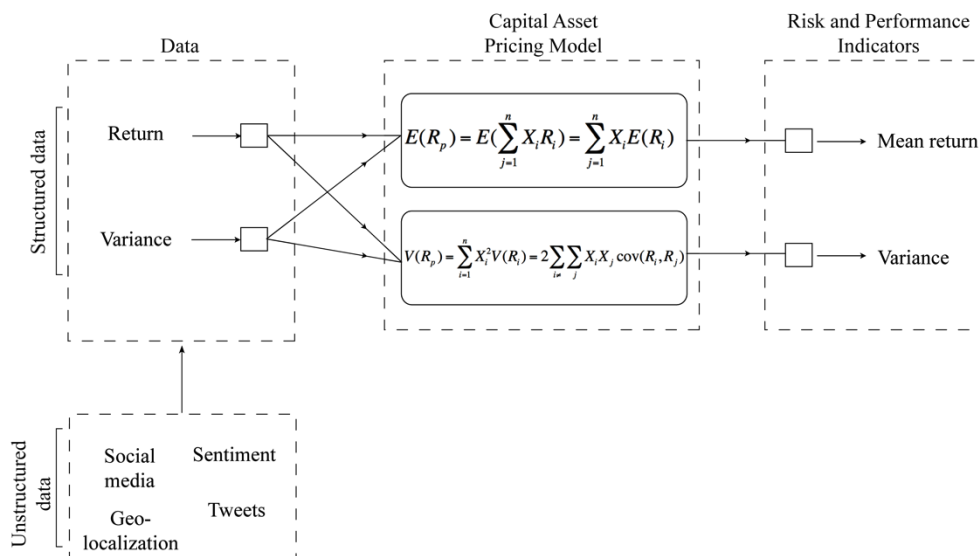 Data
Capital Asset
Pricing Model
Risk and Performance
Indicators
Structured data
Return
Variance
E(R_p) = E(∑_{j=1}^{n} X_i R_i) = ∑_{j=1}^{n} X_i E(R_i)
V(R_p) = ∑_{i=1}^{n} X_i^2 V(R_i) = 2∑_{i≠}∑_{j} X_i X_j cov(R_i, R_j)
Mean return
Variance
Unstructured
data
Social
media
Sentiment
Geo-
localization
Tweets